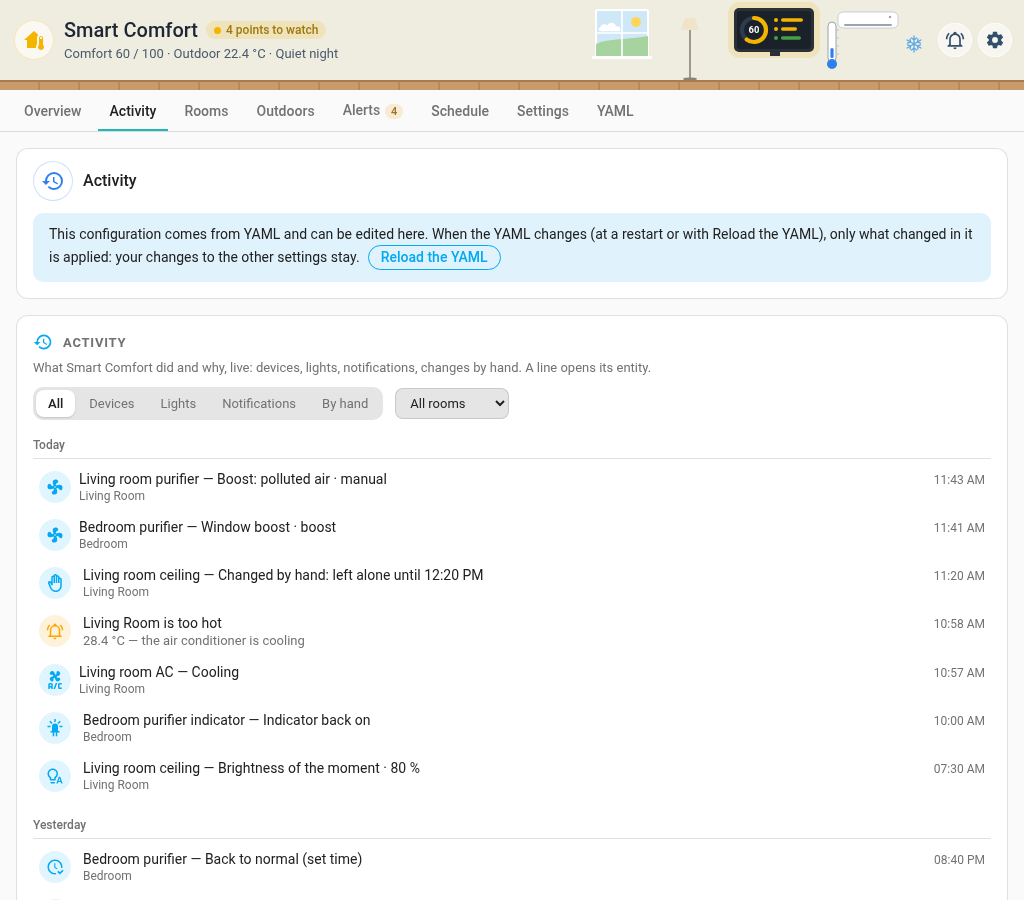 Smart Comfort
4 points to watch
Comfort 60 / 100 · Outdoor 22.4 °C · Quiet night
60
Overview
Activity
Rooms
Outdoors
Alerts 4
Schedule
Settings
YAML
Activity
This configuration comes from YAML and can be edited here. When the YAML changes (at a restart or with Reload the YAML), only what changed in it
is applied: your changes to the other settings stay. Reload the YAML
ACTIVITY
What Smart Comfort did and why, live: devices, lights, notifications, changes by hand. A line opens its entity.
All
Devices
Lights
Notifications
By hand
All rooms
Today
Living room purifier — Boost: polluted air · manual
Living Room
11:43 AM
Bedroom purifier — Window boost · boost
Bedroom
11:41 AM
Living room ceiling — Changed by hand: left alone until 12:20 PM
Living Room
11:20 AM
Living Room is too hot
28.4 °C — the air conditioner is cooling
10:58 AM
A/C
Living room AC — Cooling
Living Room
10:57 AM
Bedroom purifier indicator — Indicator back on
Bedroom
10:00 AM
A
Living room ceiling — Brightness of the moment · 80 %
Living Room
07:30 AM
Yesterday
Bedroom purifier — Back to normal (set time)
Bedroom
08:40 PM